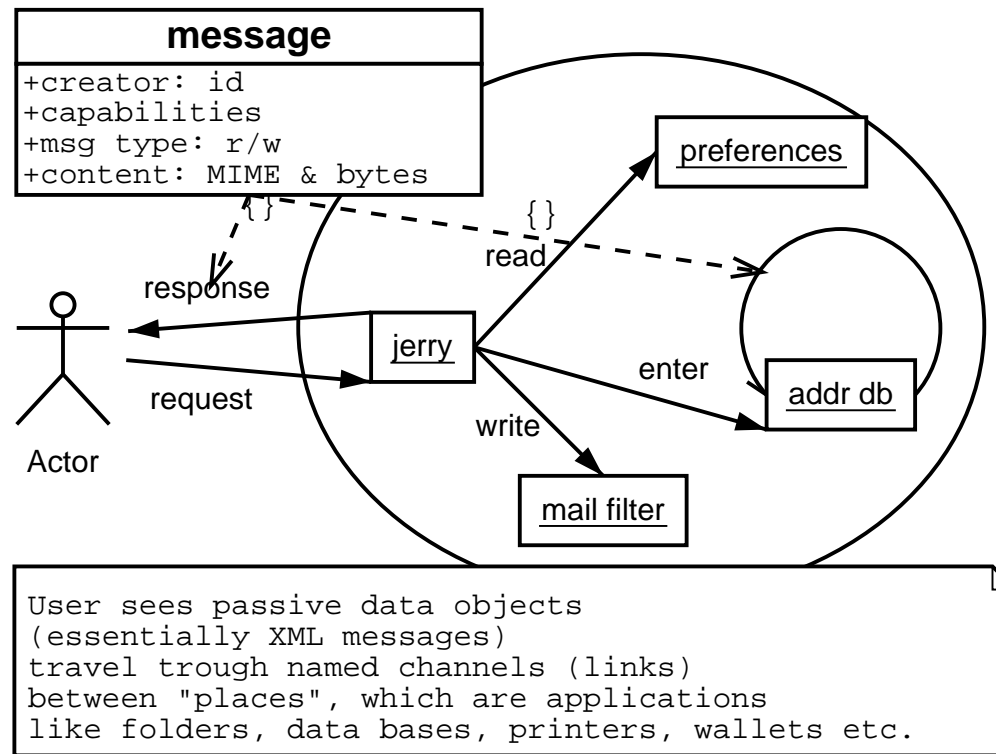 message
+creator: id
+capabilities
+msg type: r/w
+content: MIME & bytes
{}
{}
preferences
read
response
jerry
request
enter
addr db
write
Actor
mail filter
User sees passive data objects
(essentially XML messages)
travel trough named channels (links)
between "places", which are applications
like folders, data bases, printers, wallets etc.